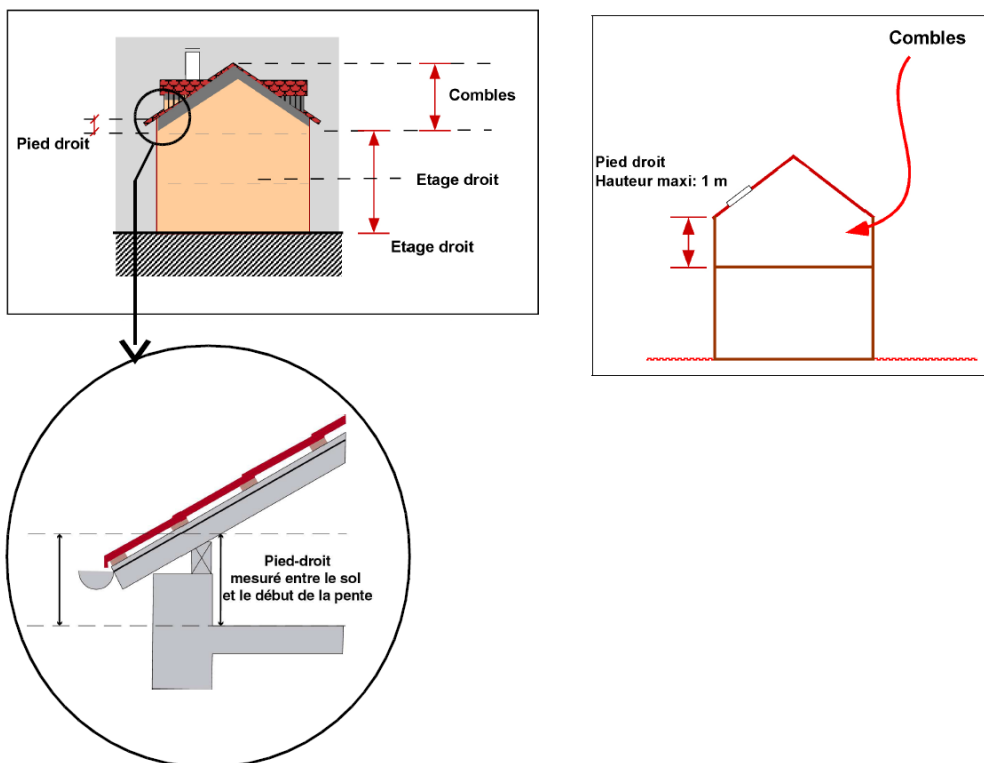 Combles
Pied droit
Etage droit
Etage droit
Combles
Pied droit
Hauteur maxi: 1 m
Pied-droit
mesuré entre le sol
et le début de la pente